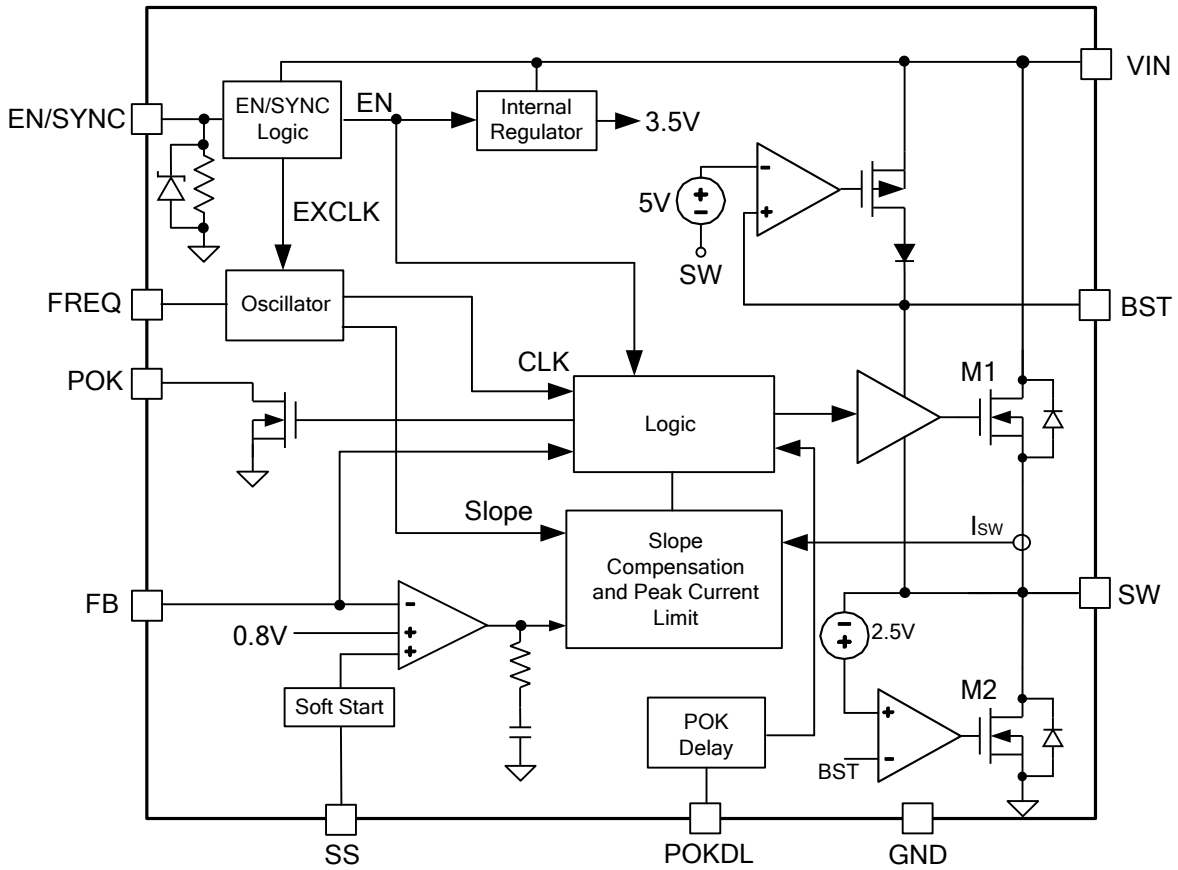 VIN
EN/SYNC
EN/SYNC
Logic
EN
Internal
Regulator
3.5V
5V
+
−
SW
-
+
EXCLK
FREQ
Oscillator
BST
POK
CLK
Logic
M1
Slope
Slope
Compensation
and Peak Current
Limit
ISW
FB
-
+
+
0.8V
SW
-
+
2.5V
Soft Start
M2
POK
Delay
+
-
BST
SS
POKDL
GND